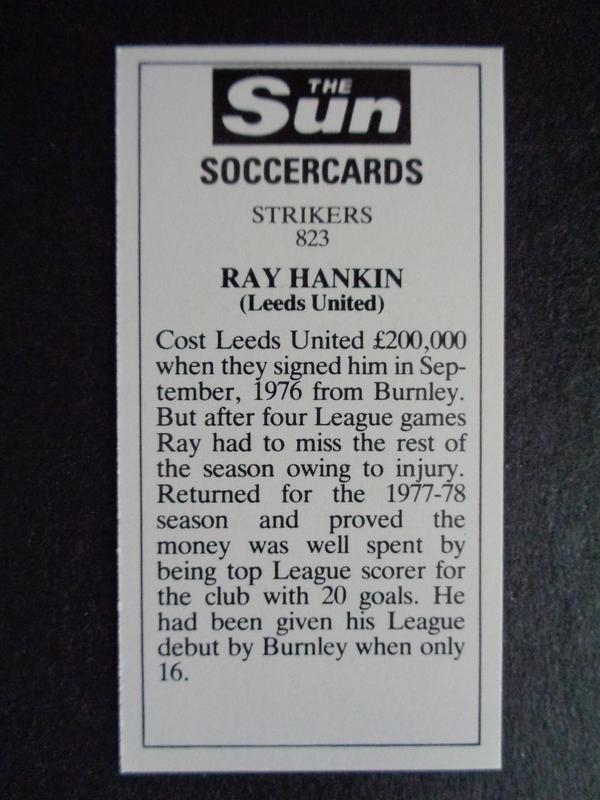 THE
Sun
SOCCERCARDS
STRIKERS
823
RAY HANKIN
(Leeds United)
Cost Leeds United £200,000
when they signed him in Sep-
tember, 1976 from Burnley.
But after four League games
Ray had to miss the rest of
the season owing to injury.
Returned for the 1977-78
season and proved the
money was well spent by
being top League scorer for
the club with 20 goals. He
had been given his League
debut by Burnley when only
16.